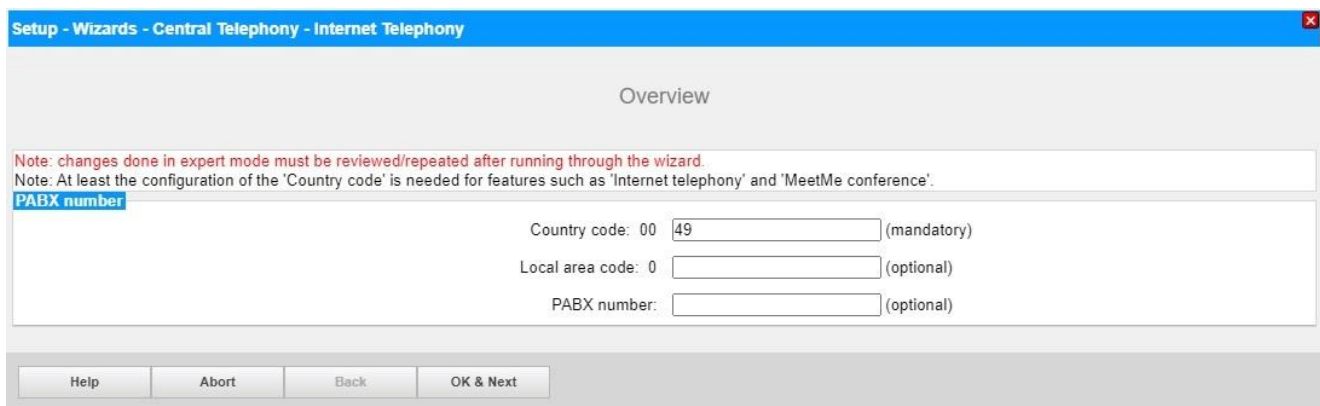 Setup - Wizards - Central Telephony - Internet Telephony
Overview
Note: changes done in expert mode must be reviewed/repeated after running through the wizard.
Note: At least the configuration of the 'Country code' is needed for features such as 'Internet telephony' and 'MeetMe conference'.
PABX number
Country code: 00 49 (mandatory)
Local area code: 0 (optional)
PABX number: (optional)
Help Abort Back OK & Next